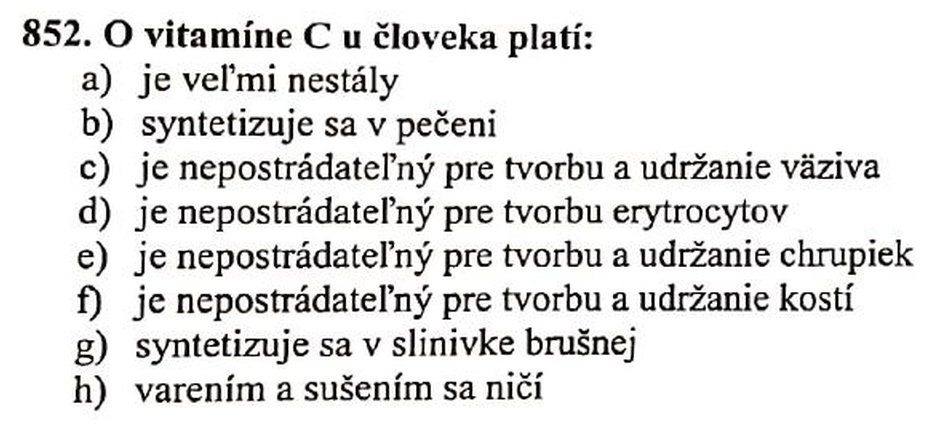 852. O vitamíne C u človeka platí:
a) je veľmi nestály
b) syntetizuje sa v pečeni
c) je nepostrádateľný pre tvorbu a udržanie väziva
d) je nepostrádateľný pre tvorbu erytrocytov
e) je nepostrádateľný pre tvorbu a udržanie chrupiek
f) je nepostrádateľný pre tvorbu a udržanie kostí
g) syntetizuje sa v slinivke brušnej
h) varením a sušením sa ničí